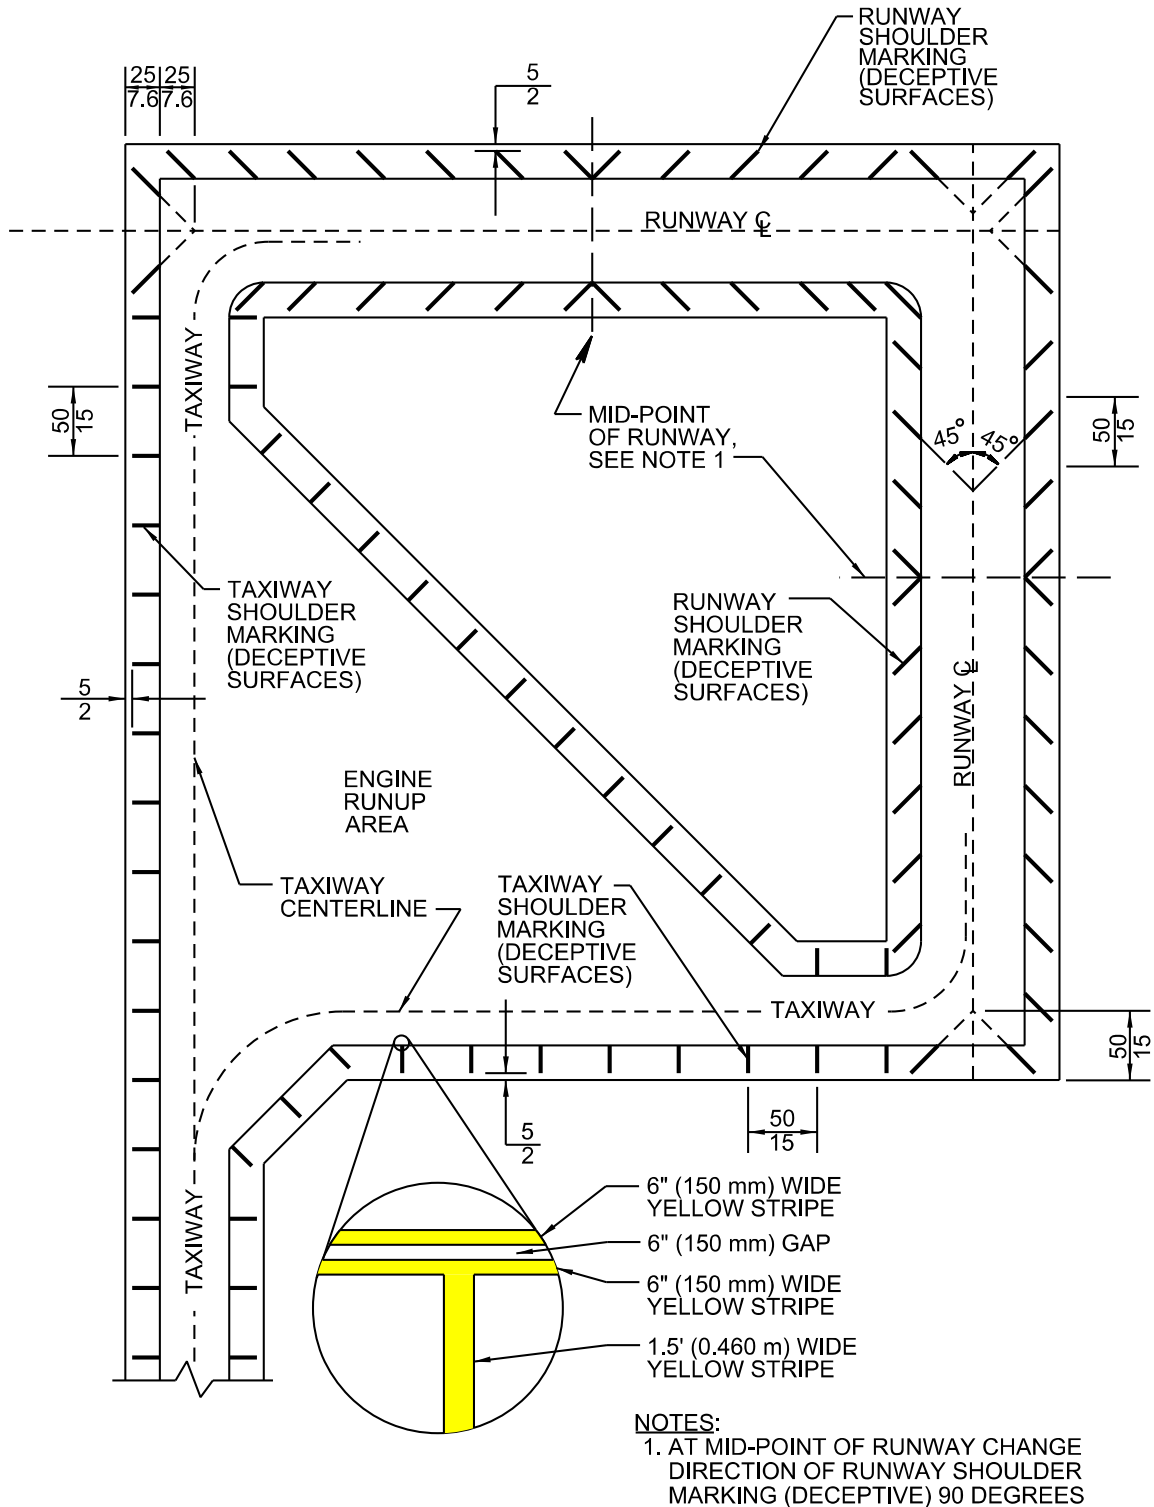 RUNWAY
SHOULDER
MARKING
(DECEPTIVE
SURFACES)
25 25
7.6 7.6
5
2
RUNWAY ℄
TAXIWAY
50
15
MID-POINT
OF RUNWAY,
SEE NOTE 1
45° 45°
50
15
TAXIWAY
SHOULDER
MARKING
(DECEPTIVE
SURFACES)
RUNWAY
SHOULDER
MARKING
(DECEPTIVE
SURFACES)
5
2
RUNWAY ℄
ENGINE
RUNUP
AREA
TAXIWAY
CENTERLINE
TAXIWAY
SHOULDER
MARKING
(DECEPTIVE
SURFACES)
TAXIWAY
50
15
5
2
50
15
TAXIWAY
6" (150 mm) WIDE
YELLOW STRIPE
6" (150 mm) GAP
6" (150 mm) WIDE
YELLOW STRIPE
1.5' (0.460 m) WIDE
YELLOW STRIPE
NOTES:
1. AT MID-POINT OF RUNWAY CHANGE
DIRECTION OF RUNWAY SHOULDER
MARKING (DECEPTIVE) 90 DEGREES